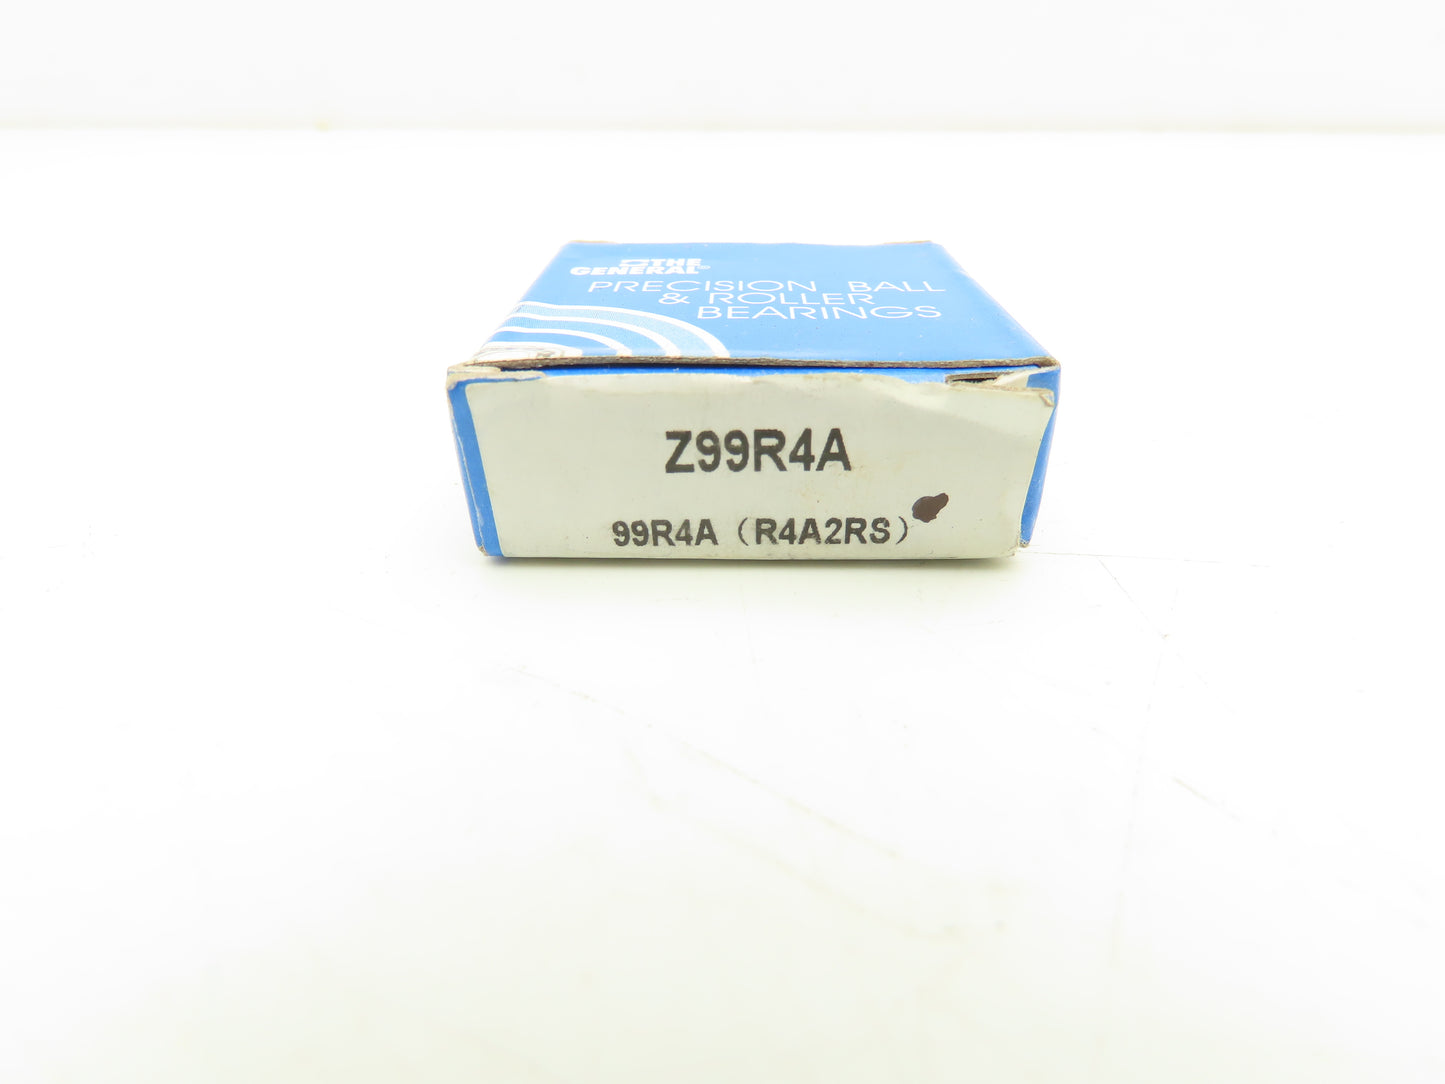 THE
GENERAL®
PRECISION BALL
& ROLLER
BEARINGS
Z99R4A
99R4A (R4A2RS)